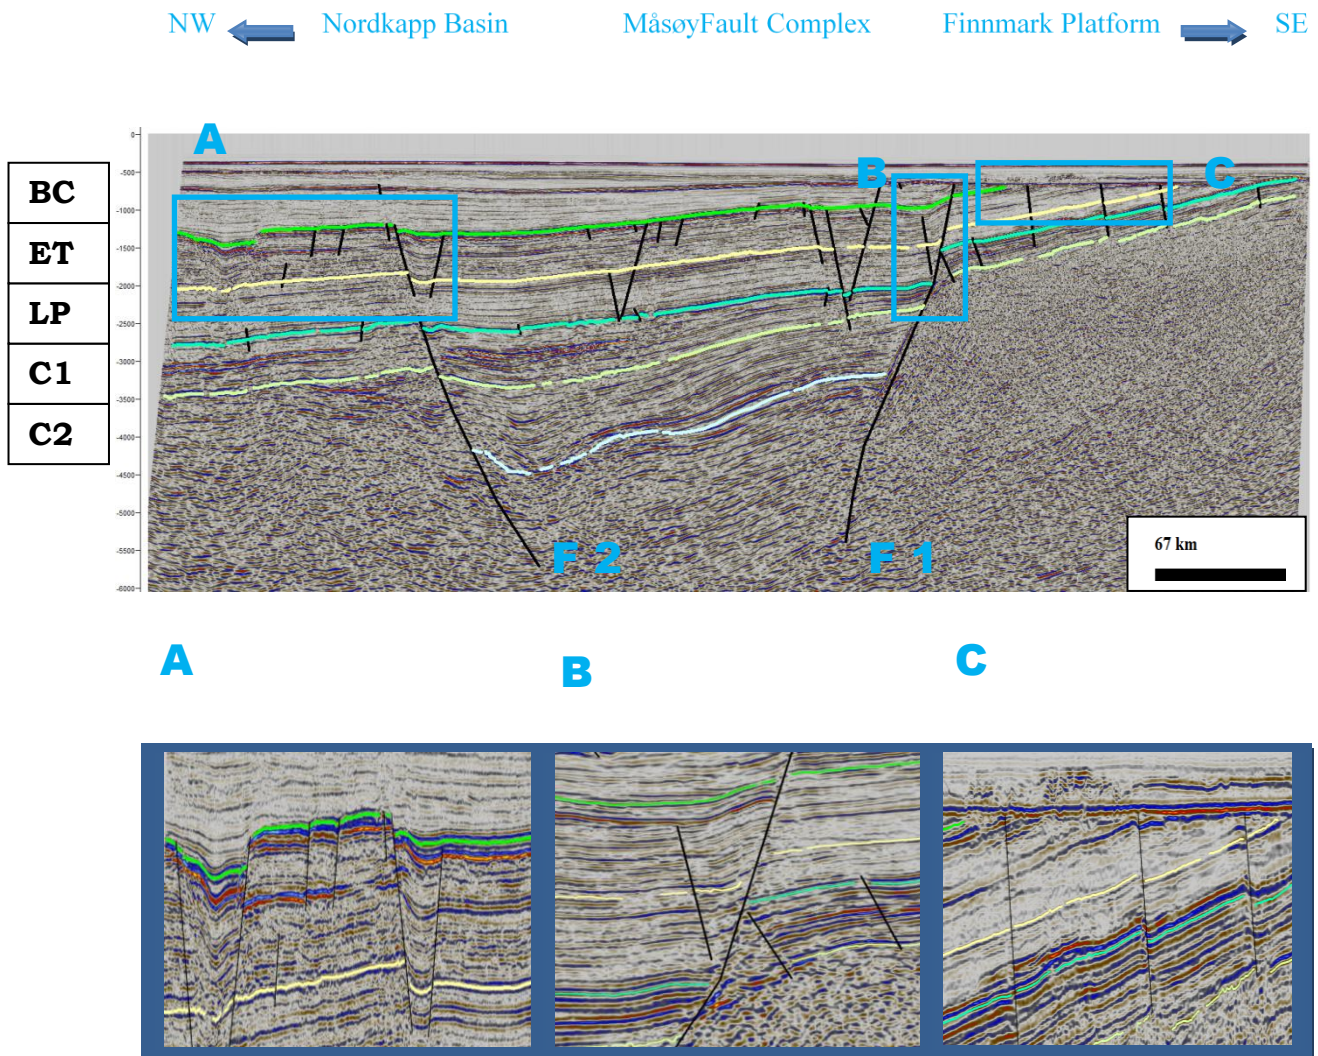 NW Nordkapp Basin MåsøyFault Complex Finnmark Platform SE
A
B
C
BC
ET
LP
C1
C2
0
-500
-1000
-1500
-2000
-2500
-3000
-3500
-4000
-4500
-5000
-5500
-6000
F 2
F 1
67 km
A
B
C